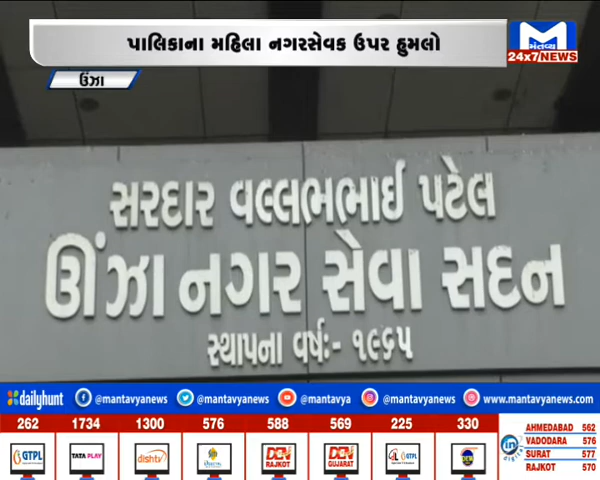 પાલિકાના મહિલા નગરસેવક ઉપર હુમલો
મંતવ્ય
24x7NEWS
ઉંઝા
સરદાર વલ્લભભાઈ પટેલ
ઊંઝા નગર સેવા સદન
સ્થાપના વર્ષઃ- ૧૯૬૫
dailyhunt @mantavyanews @mantavyanews @mantavya @mantavyanews www.mantavyanews.com
262 1734 1300 576 588 569 225 330
GTPL TATA PLAY dishtv DEN RAJKOT DEN GUJARAT
in digital
AHMEDABAD 562
VADODARA 576
SURAT 577
RAJKOT 570